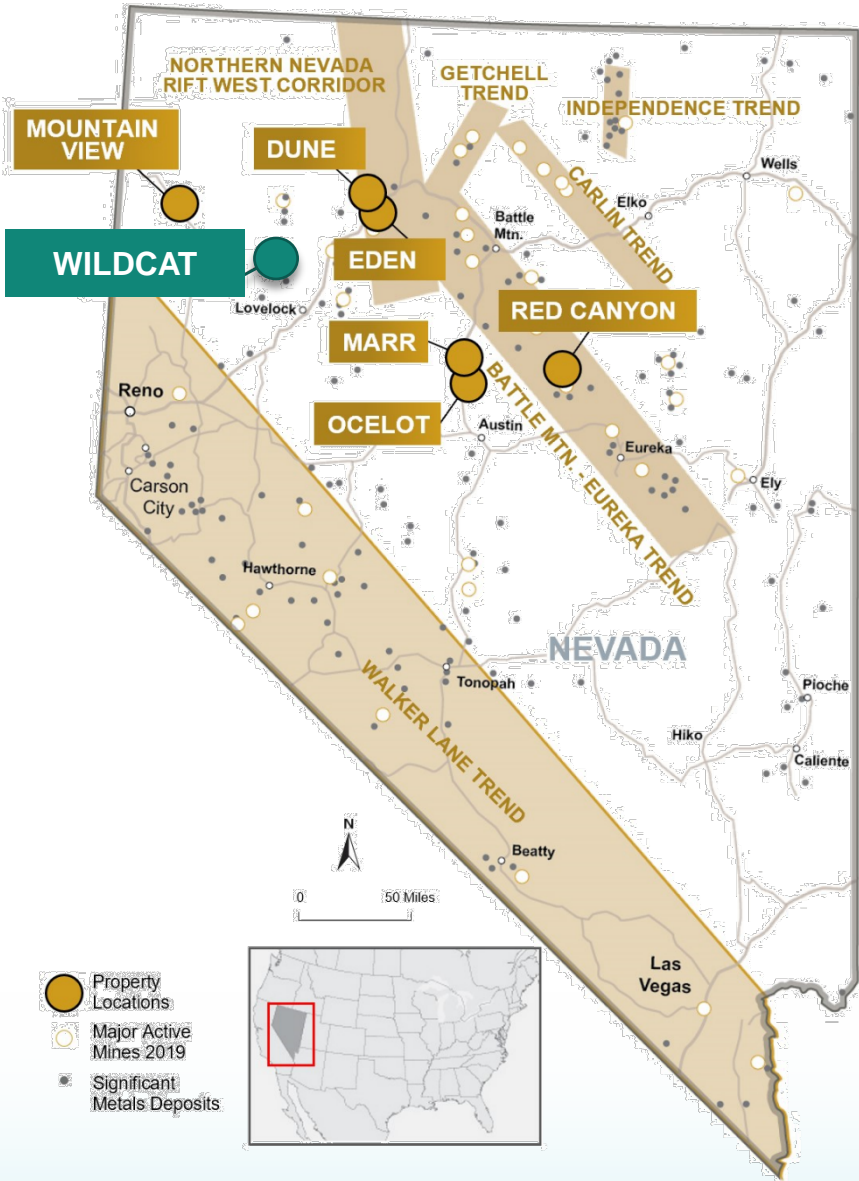 NORTHERN NEVADA
RIFT WEST CORRIDOR
GETCHELL
TREND
INDEPENDENCE TREND
MOUNTAIN
VIEW
DUNE
CARLIN TREND
Wells
Elko
Battle
Mtn.
WILDCAT
EDEN
Lovelock
RED CANYON
MARR
OCELOT
BATTLE MTN. - EUREKA TREND
Reno
Austin
Eureka
Ely
Carson
City
Hawthorne
NEVADA
Tonopah
Pioche
WALKER LANE TREND
Hiko
Caliente
N
Beatty
0
50 Miles
Las
Vegas
Property
Locations
Major Active
Mines 2019
Significant
Metals Deposits